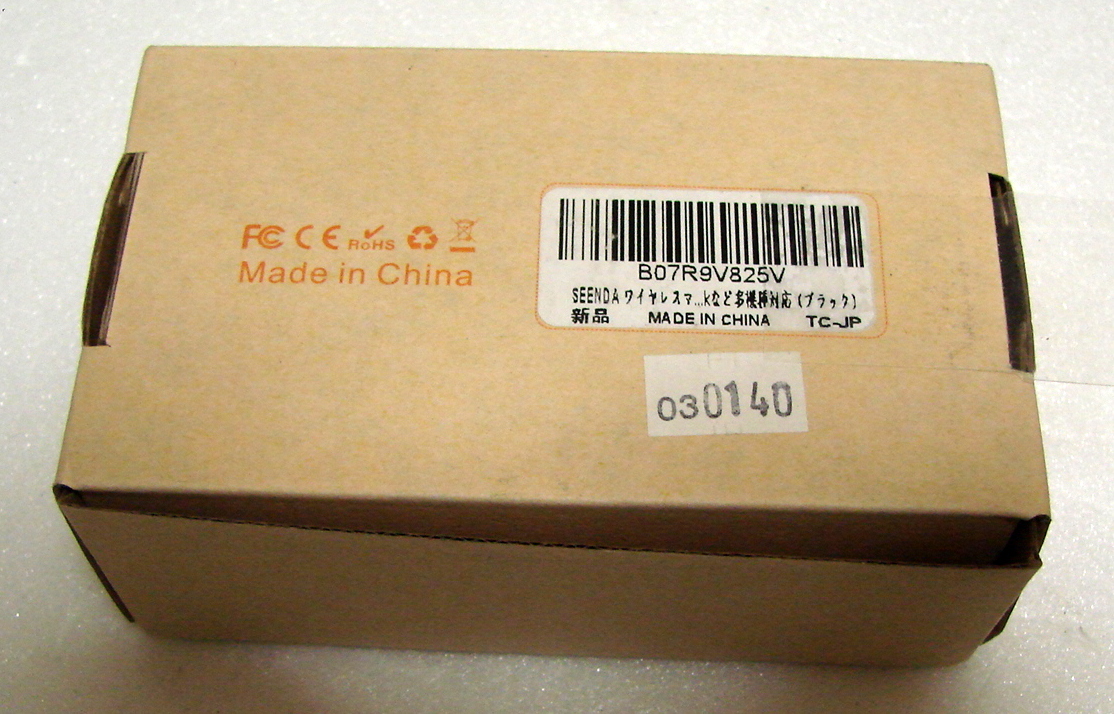 FC CE RoHS
Made in China
B07R9V825V
SEENDA ワイヤレスマ...kなど多機種対応 (ブラック)
新品 MADE IN CHINA TC-JP
030140